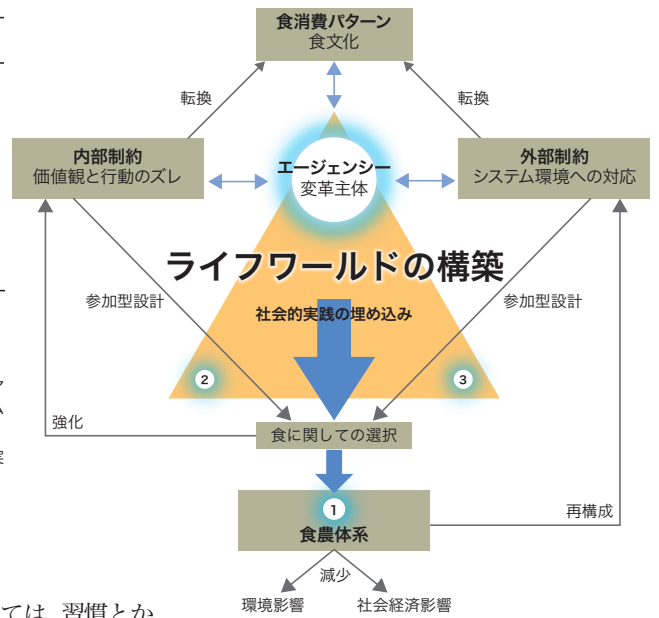 食消費パターン
食文化
転換
転換
内部制約
価値観と行動のズレ
エージェンシー
変革主体
外部制約
システム環境への対応
ライフワールドの構築
参加型設計
社会的実践の埋め込み
参加型設計
2
3
強化
食に関しての選択
1
食農体系
再構成
減少
環境影響
社会経済影響
ては、習慣とか